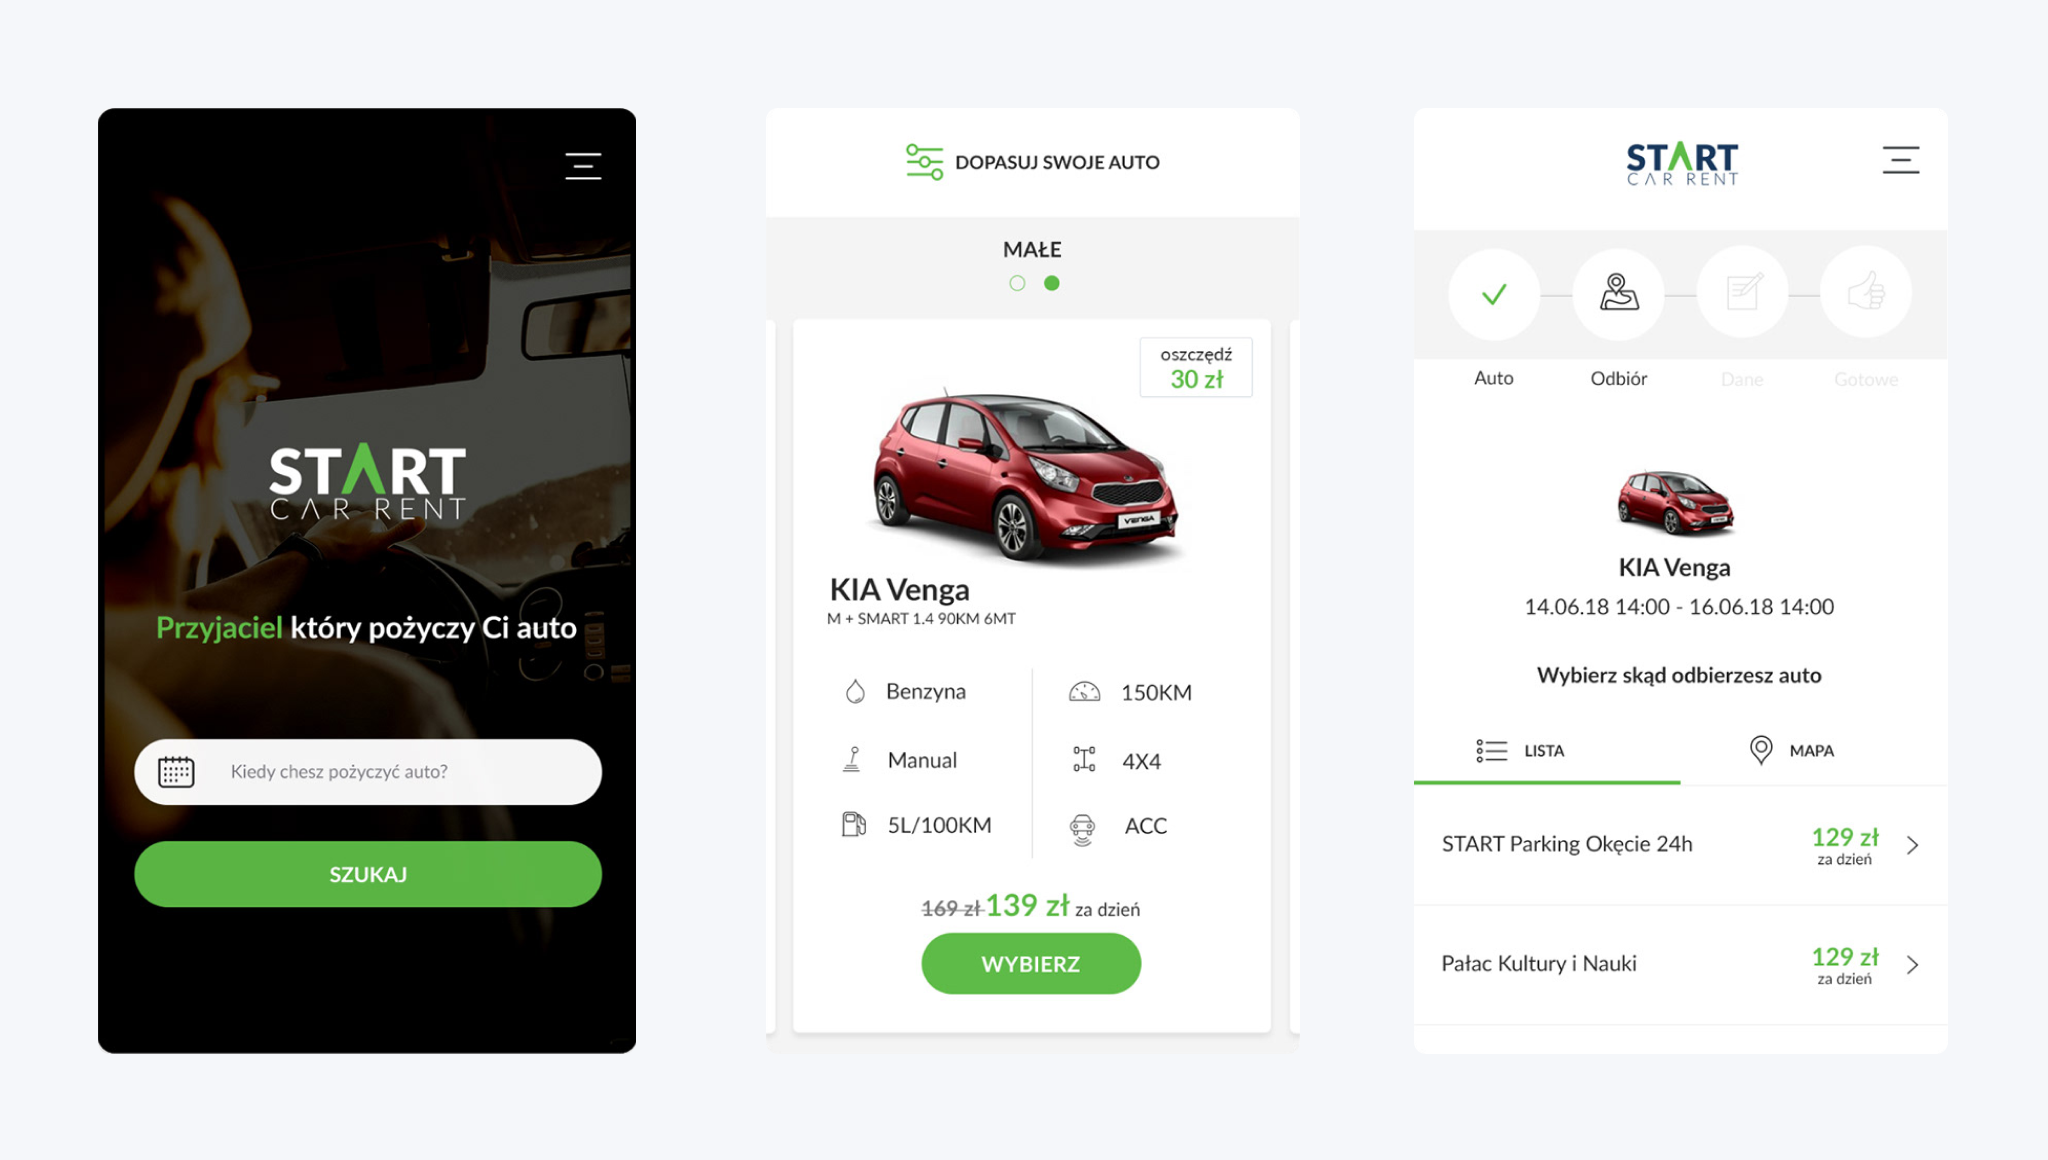 START
CAR RENT
Przyjaciel który pożyczy Ci auto
Kiedy chesz pożyczyć auto?
SZUKAJ
DOPASUJ SWOJE AUTO
MAŁE
oszczędź
30 zł
VENGA
KIA Venga
M + SMART 1.4 90KM 6MT
Benzyna
150KM
Manual
4X4
5L/100KM
ACC
169 zł 139 zł za dzień
WYBIERZ
START
CAR RENT
Auto
Odbiór
Dane
Gotowe
KIA Venga
14.06.18 14:00 - 16.06.18 14:00
Wybierz skąd odbierzesz auto
LISTA
MAPA
START Parking Okęcie 24h
129 zł
za dzień
Pałac Kultury i Nauki
129 zł
za dzień